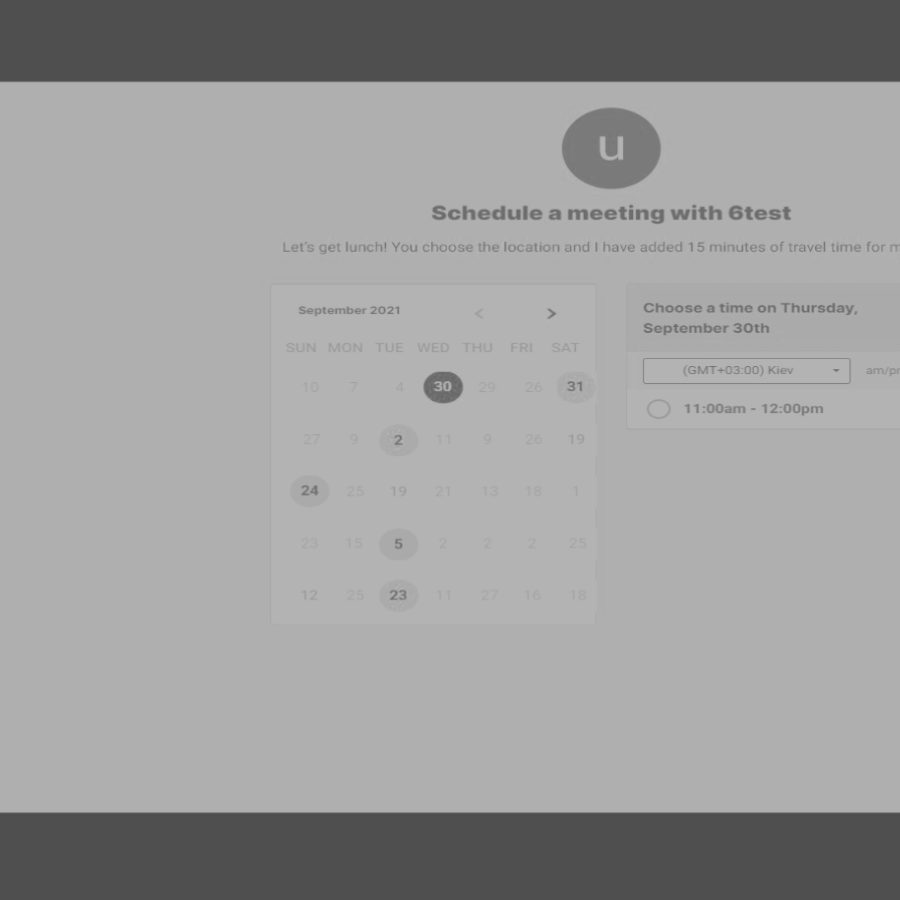 u
Schedule a meeting with 6test
Let's get lunch! You choose the location and I have added 15 minutes of travel time for
September 2021 < >
SUN MON TUE WED THU FRI SAT
10 7 4 30 29 26 31
27 9 2 11 9 26 19
24 25 19 21 13 18 1
23 15 5 2 2 2 25
12 25 23 11 27 16 18
Choose a time on Thursday,
September 30th
(GMT+03:00) Kiev am/
11:00am - 12:00pm